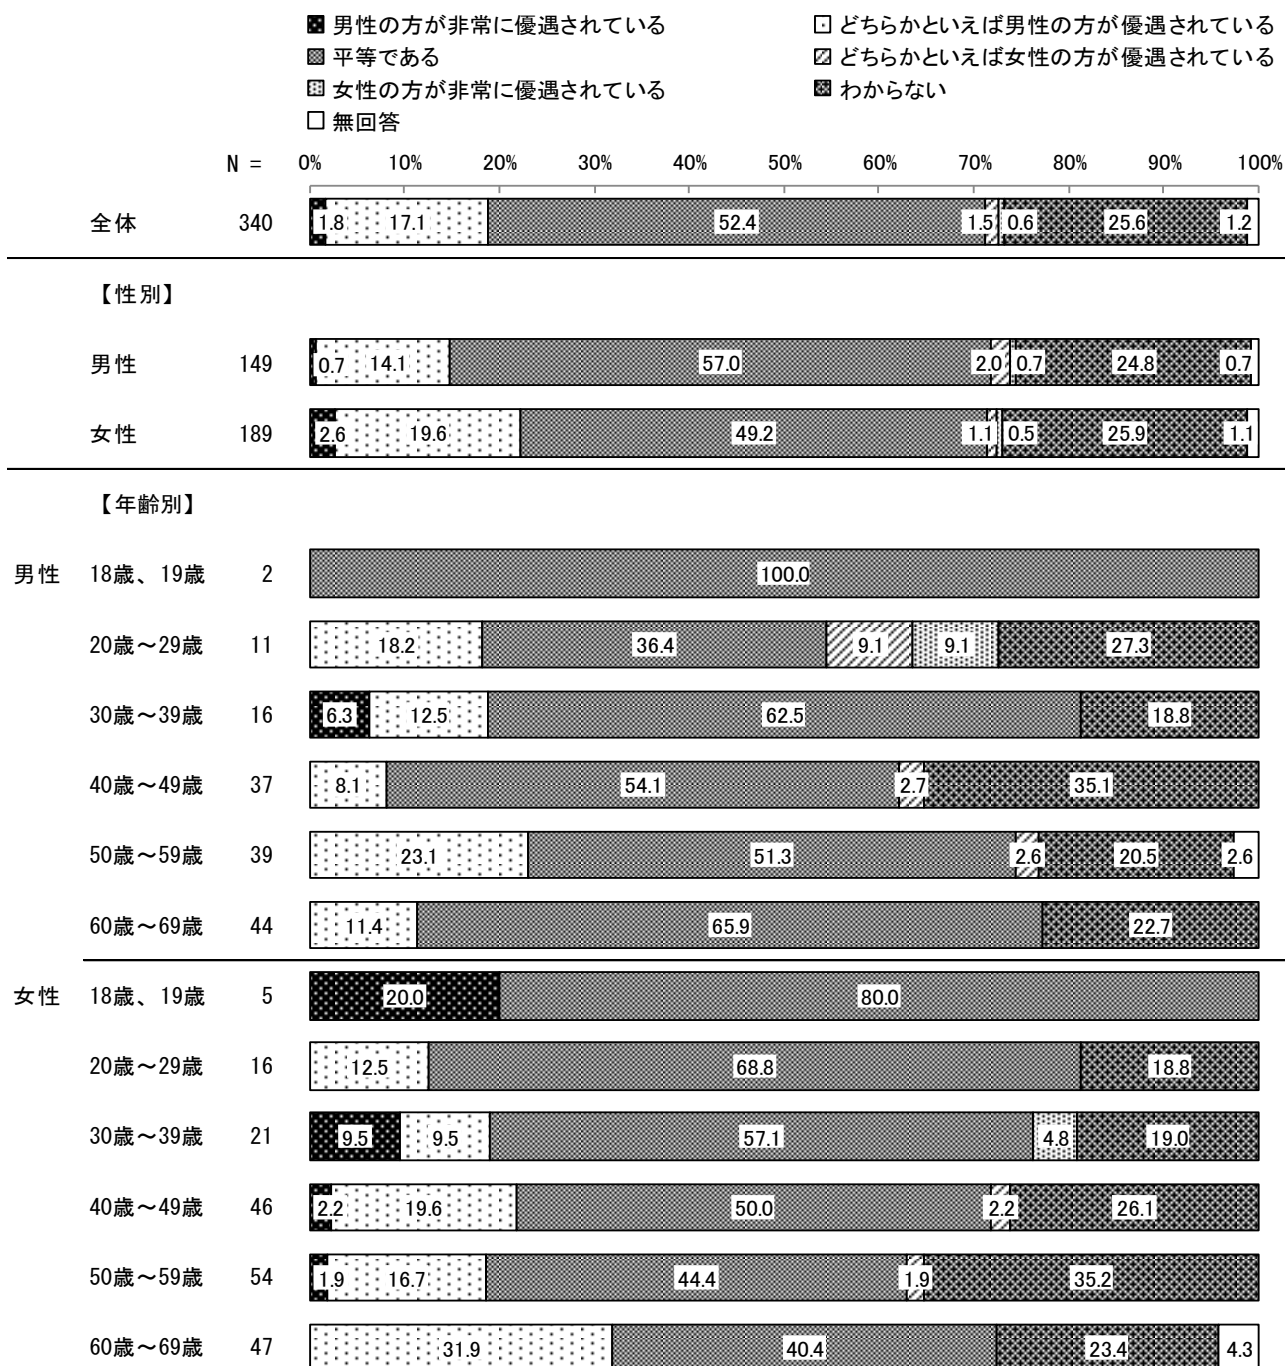 男性の方が非常に優遇されている どちらかといえば男性の方が優遇されている
平等である どちらかといえば女性の方が優遇されている
女性の方が非常に優遇されている わからない
無回答
N = 0% 10% 20% 30% 40% 50% 60% 70% 80% 90% 100%
全体 340 1.8 17.1 52.4 1.5 0.6 25.6 1.2
【性別】
男性 149 0.7 14.1 57.0 2.0 0.7 24.8 0.7
女性 189 2.6 19.6 49.2 1.1 0.5 25.9 1.1
【年齢別】
男性 18歳、19歳 2 100.0
20歳～29歳 11 18.2 36.4 9.1 9.1 27.3
30歳～39歳 16 6.3 12.5 62.5 18.8
40歳～49歳 37 8.1 54.1 2.7 35.1
50歳～59歳 39 23.1 51.3 2.6 20.5 2.6
60歳～69歳 44 11.4 65.9 22.7
女性 18歳、19歳 5 20.0 80.0
20歳～29歳 16 12.5 68.8 18.8
30歳～39歳 21 9.5 9.5 57.1 4.8 19.0
40歳～49歳 46 2.2 19.6 50.0 2.2 26.1
50歳～59歳 54 1.9 16.7 44.4 1.9 35.2
60歳～69歳 47 31.9 40.4 23.4 4.3